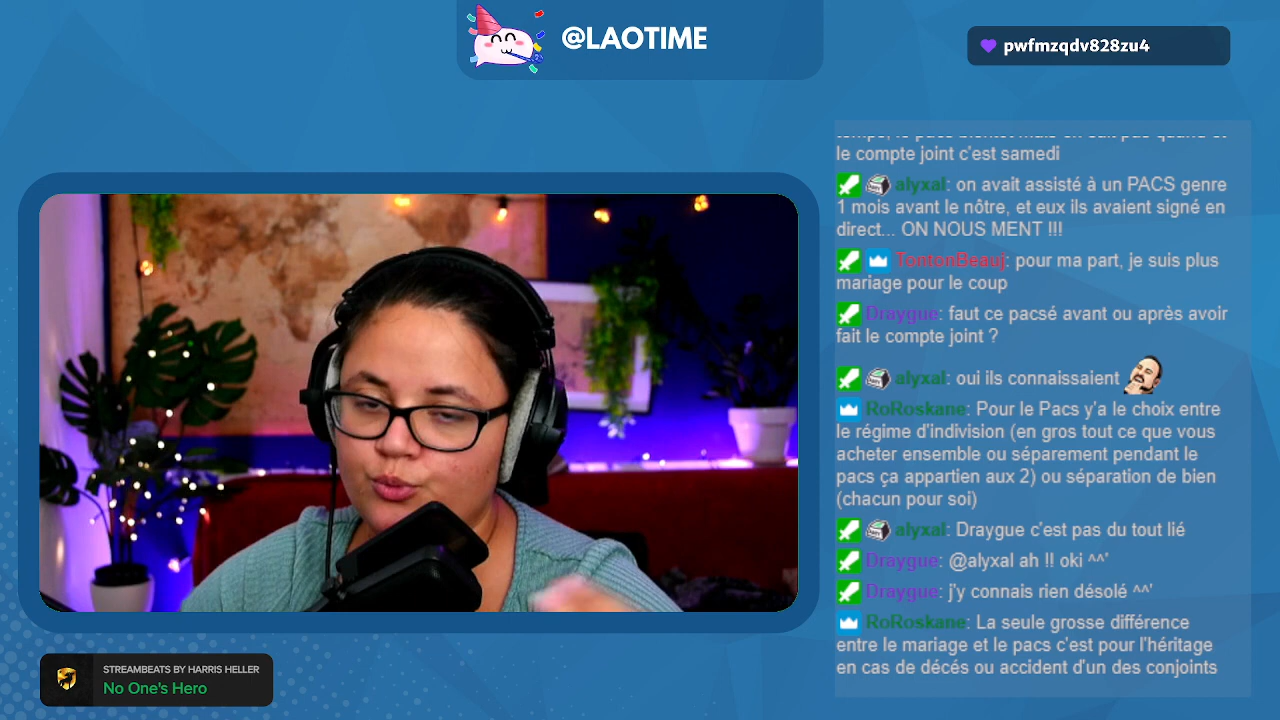 @LAOTIME
pwfmzqdv828zu4
le compte joint c'est samedi
alyxal: on avait assisté à un PACS genre
1 mois avant le nôtre, et eux ils avaient signé en
direct... ON NOUS MENT !!!
TontonBeauj: pour ma part, je suis plus
mariage pour le coup
Draygue: faut ce pacsé avant ou après avoir
fait le compte joint ?
alyxal: oui ils connaissaient
RoRoskane: Pour le Pacs y'a le choix entre
le régime d'indivision (en gros tout ce que vous
acheter ensemble ou séparement pendant le
pacs ça appartien aux 2) ou séparation de bien
(chacun pour soi)
alyxal: Draygue c'est pas du tout lié
Draygue: @alyxal ah !! oki ^^'
Draygue: j'y connais rien désolé ^^'
RoRoskane: La seule grosse différence
entre le mariage et le pacs c'est pour l'héritage
en cas de décés ou accident d'un des conjoints
STREAMBEATS BY HARRIS HELLER
No One's Hero